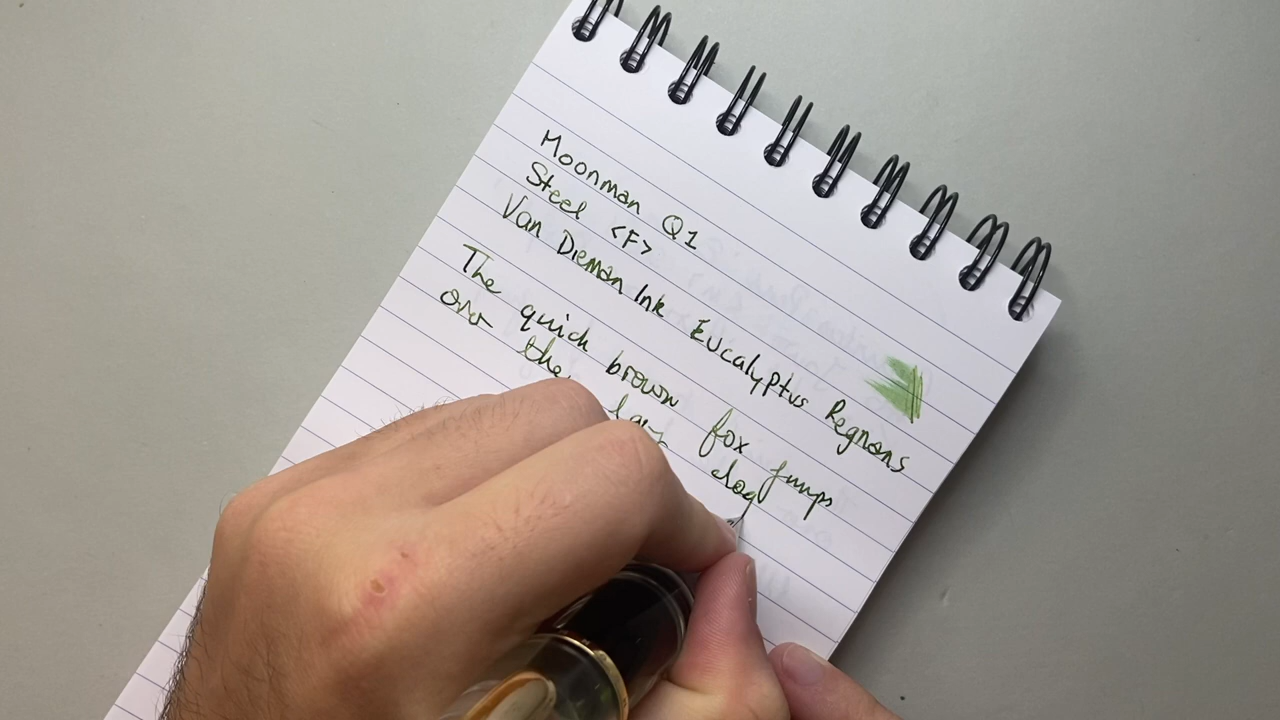 Moonman Q1
Steel <F>
Van Dieman Ink Eucalyptus Regnans
The quick brown fox jumps
over the lazy dog